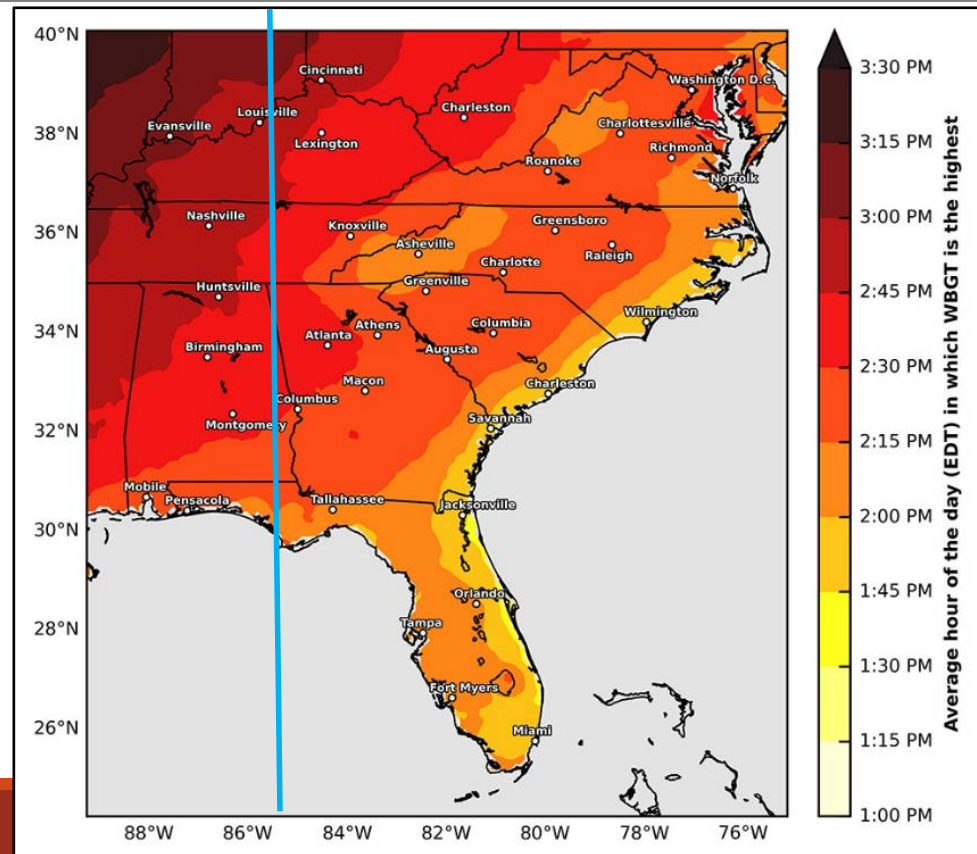 40°N
38°N
36°N
34°N
32°N
30°N
28°N
26°N
88°W
86°W
84°W
82°W
80°W
78°W
76°W
Cincinnati
Washington D.C.
Louisville
Charleston
Evansville
Charlottesville
Lexington
Richmond
Roanoke
Norfolk
Nashville
Greensboro
Knoxville
Asheville
Raleigh
Charlotte
Greenville
Huntsville
Wilmington
Athens
Columbia
Atlanta
Birmingham
Augusta
Macon
Charleston
Columbus
Savannah
Montgomery
Mobile
Pensacola
Tallahassee
Jacksonville
Orlando
Tampa
Fort Myers
Miami
3:30 PM
3:15 PM
3:00 PM
2:45 PM
2:30 PM
2:15 PM
2:00 PM
1:45 PM
1:30 PM
1:15 PM
1:00 PM
Average hour of the day (EDT) in which WBGT is the highest